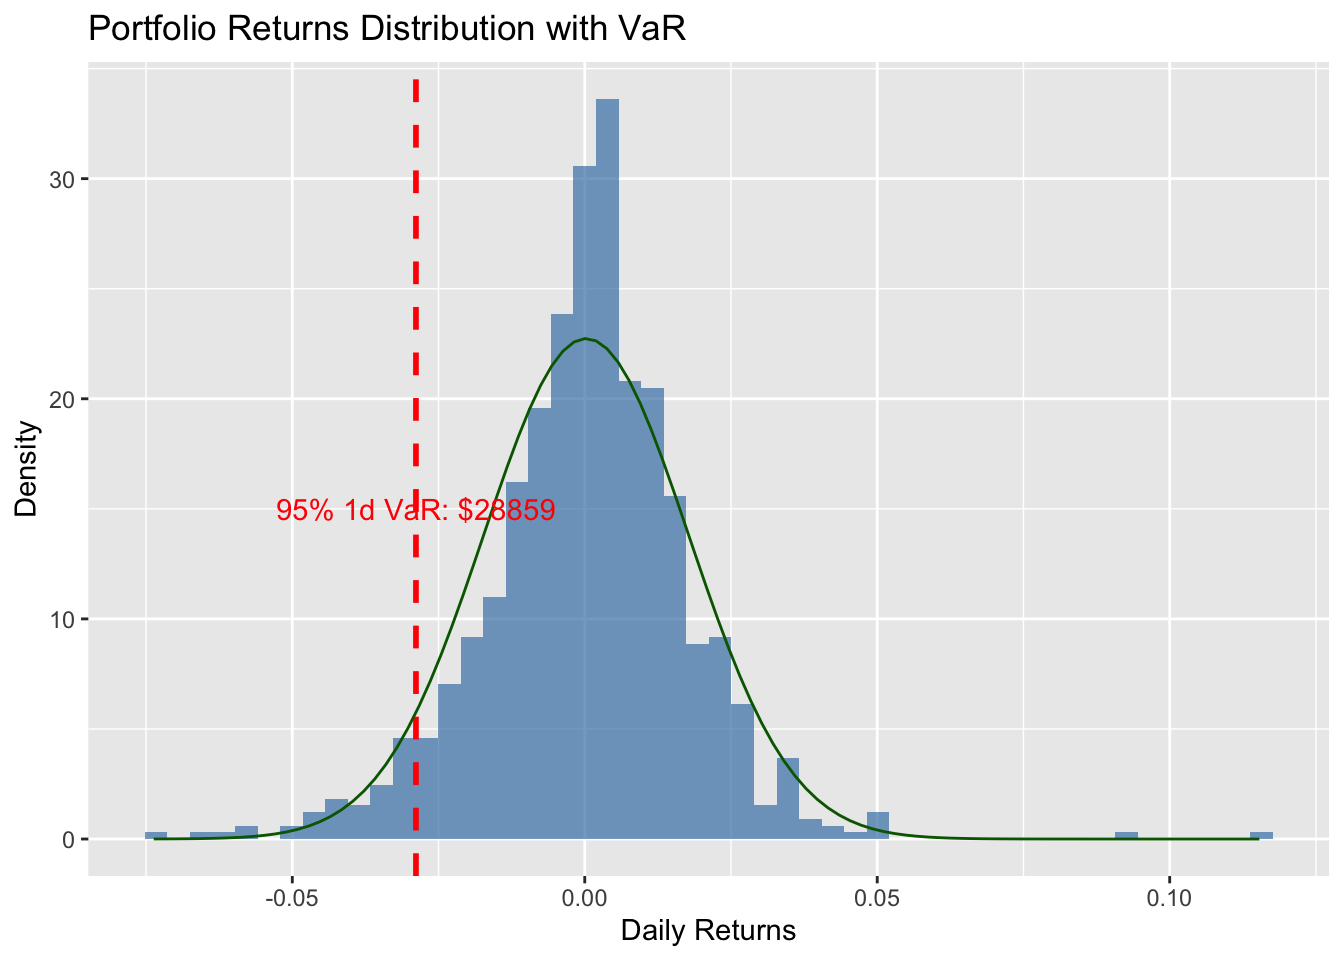 Portfolio Returns Distribution with VaR
30
20
10
0
Density
95% 1d VaR: $28859
-0.05
0.00
0.05
0.10
Daily Returns